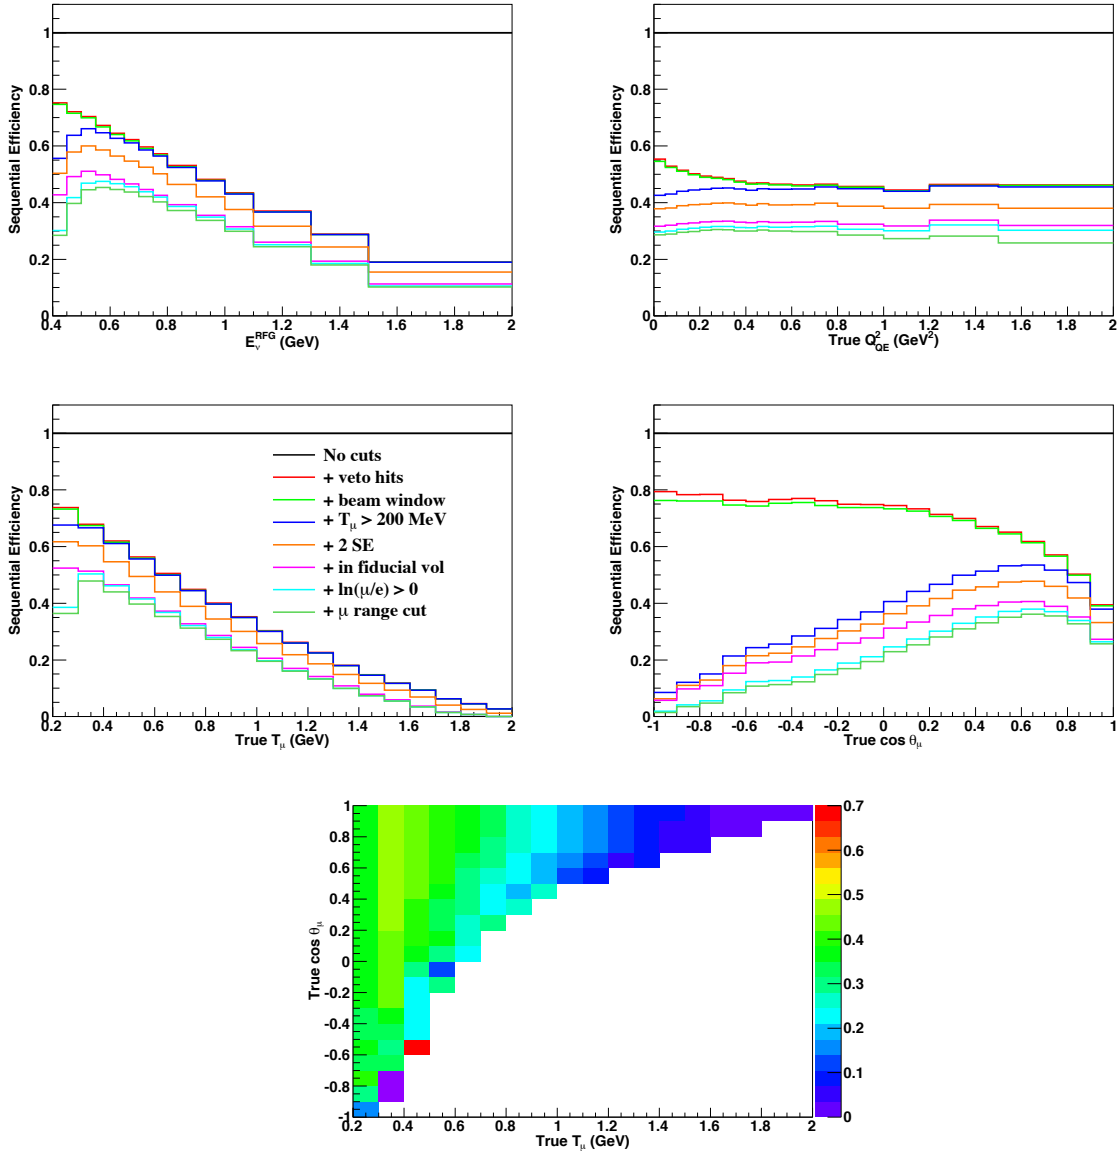 Sequential Efficiency
1
0.8
0.6
0.4
0.2
0
0.4 0.6 0.8 1 1.2 1.4 1.6 1.8 2
E_ν^RFG (GeV)
Sequential Efficiency
1
0.8
0.6
0.4
0.2
0
0 0.2 0.4 0.6 0.8 1 1.2 1.4 1.6 1.8 2
True Q²_QE (GeV²)
Sequential Efficiency
1
0.8
0.6
0.4
0.2
0
0.2 0.4 0.6 0.8 1 1.2 1.4 1.6 1.8 2
True T_μ (GeV)
No cuts
+ veto hits
+ beam window
+ T_μ > 200 MeV
+ 2 SE
+ in fiducial vol
+ ln(μ/e) > 0
+ μ range cut
Sequential Efficiency
1
0.8
0.6
0.4
0.2
0
-1 -0.8 -0.6 -0.4 -0.2 0 0.2 0.4 0.6 0.8 1
True cos θ_μ
True cos θ_μ
1
0.8
0.6
0.4
0.2
0
-0.2
-0.4
-0.6
-0.8
-1
0.2 0.4 0.6 0.8 1 1.2 1.4 1.6 1.8 2
True T_μ (GeV)
0.7
0.6
0.5
0.4
0.3
0.2
0.1
0